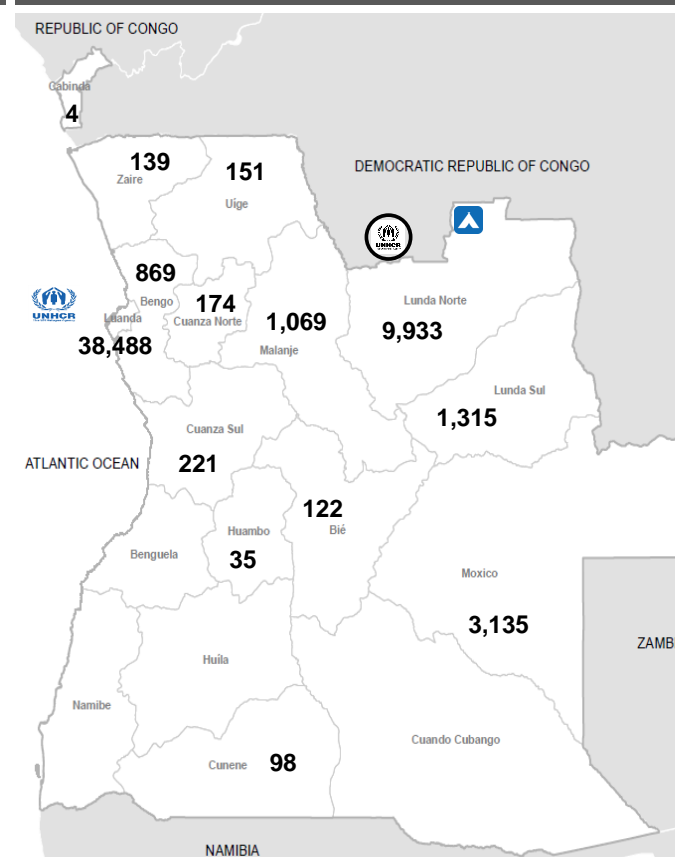 REPUBLIC OF CONGO
Cabinda
4
139
Zaire
151
Uíge
DEMOCRATIC REPUBLIC OF CONGO
UNHCR
869
Bengo
UNHCR
Luanda
38,488
174
Cuanza Norte
1,069
Malanje
Lunda Norte
9,933
Lunda Sul
1,315
Cuanza Sul
221
ATLANTIC OCEAN
122
Bié
Huambo
35
Benguela
Moxico
3,135
ZAMB
Huíla
Namibe
Cuando Cubango
Cunene 98
NAMIBIA